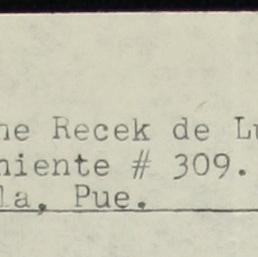 ne Recek de Lu
niente # 309.
la, Pue.